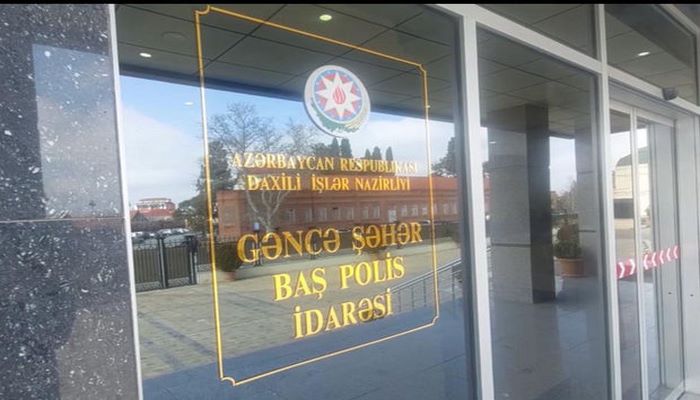 AZƏRBAYCAN RESPUBLİKASI
DAXİLİ İŞLƏR NAZİRLİYİ
GƏNCƏ ŞƏHƏR
BAŞ POLİS
İDARƏSİ